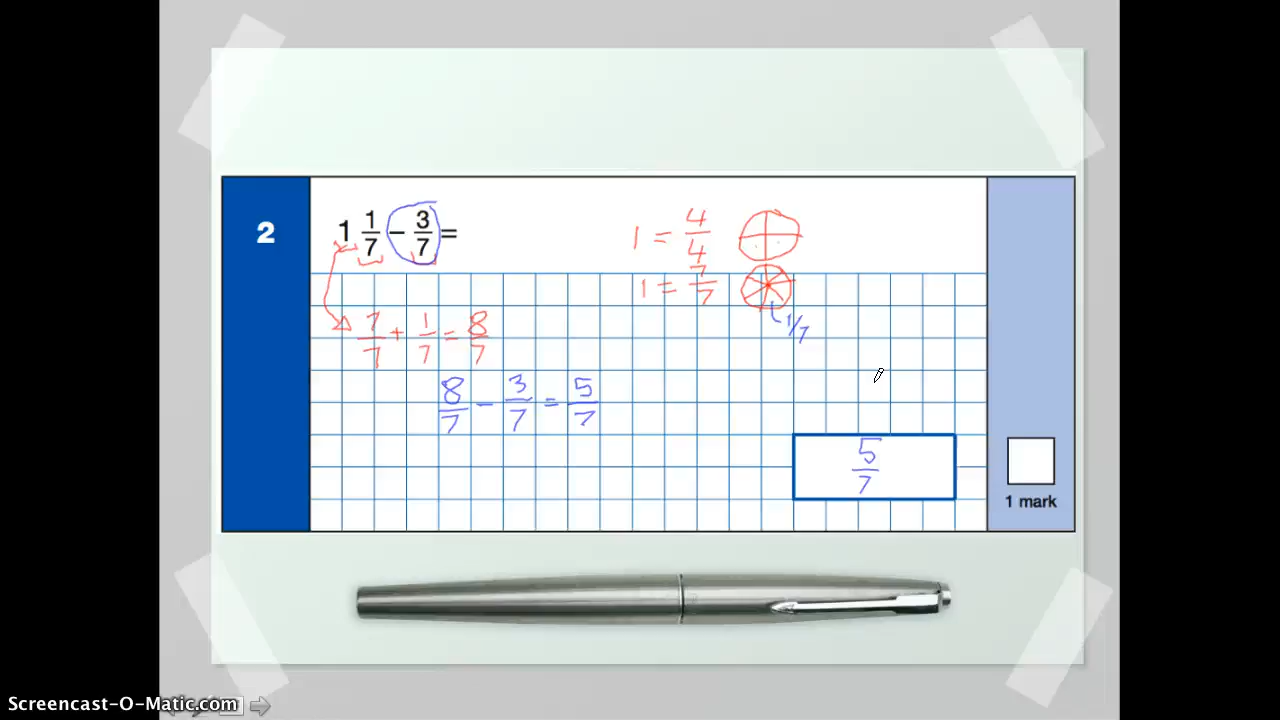 2
1 1/7 − 3/7 =
1 = 4/4
1 = 7/7
1/7
7/7 + 1/7 = 8/7
8/7 − 3/7 = 5/7
5/7
1 mark
Screencast-O-Matic.com